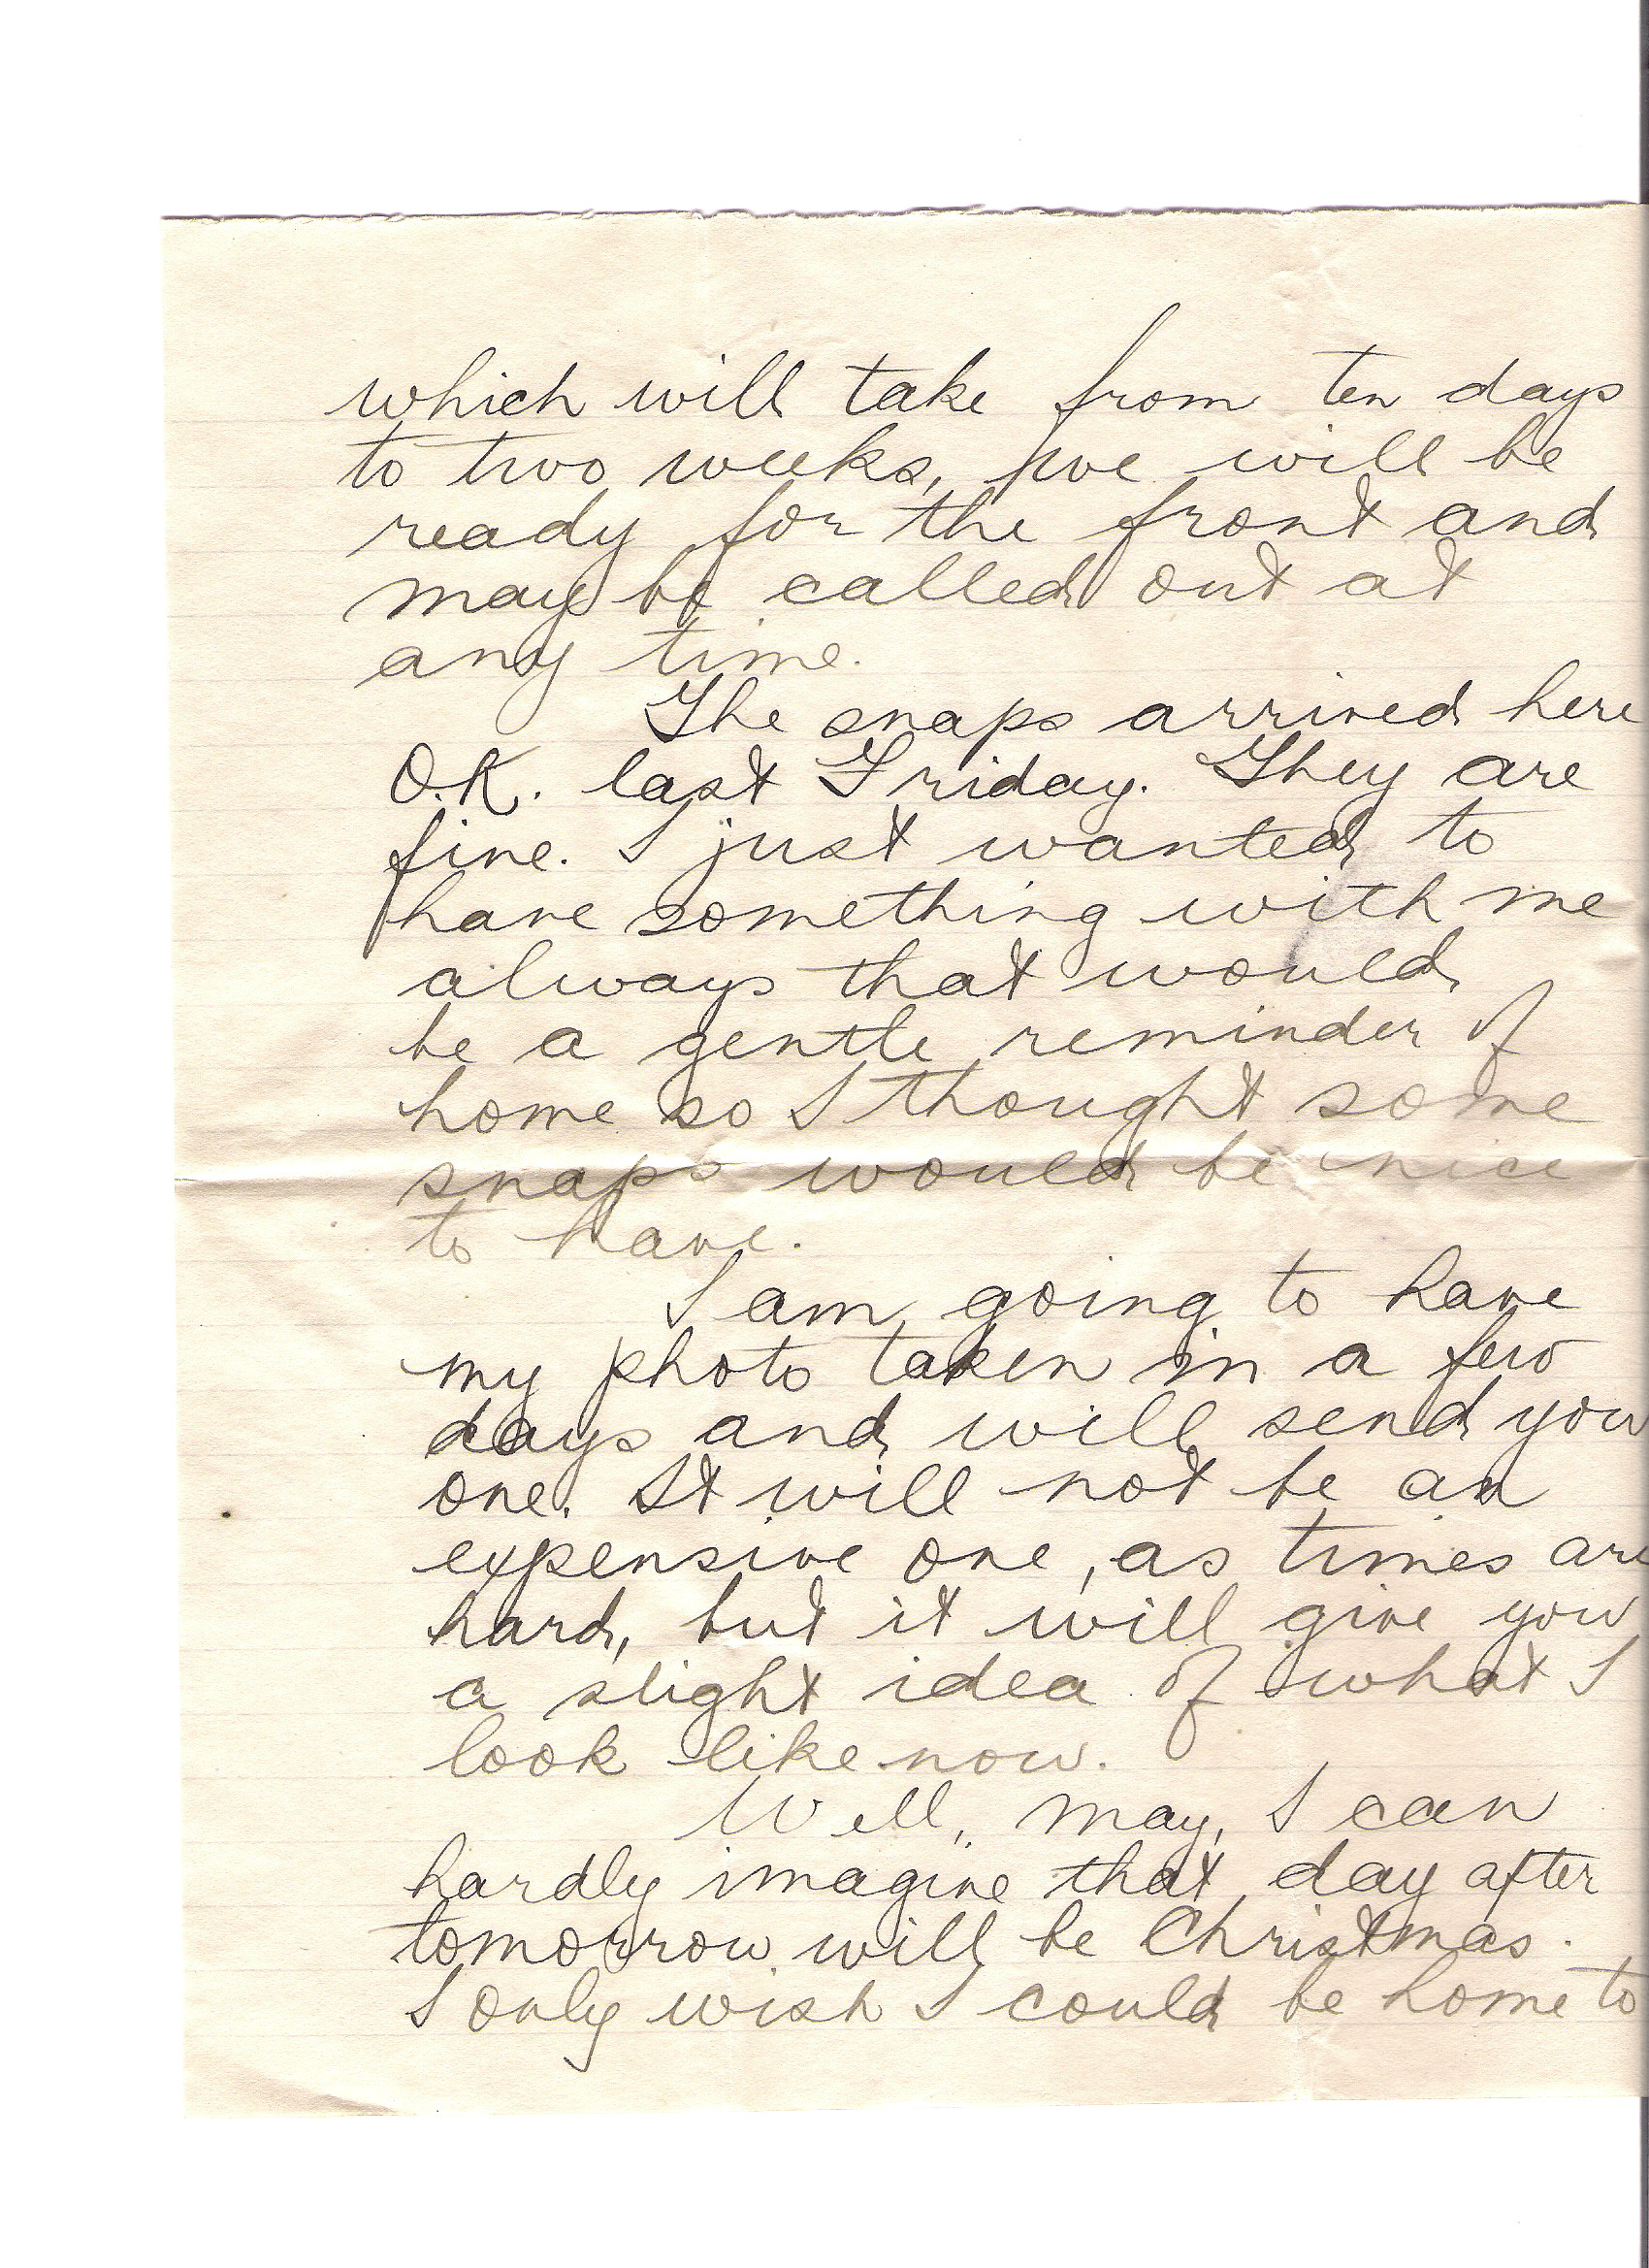 which will take from ten days
to two weeks, we will be
ready for the front and
may be called out at
any time.
The snaps arrived here
O.K. last Friday. They are
fine. I just wanted to
have something with me
always that would
be a gentle reminder of
home so I thought some
snaps would be nice
to have.
I am going to have
my photo taken in a few
days and will send you
one. It will not be an
expensive one, as times are
hard, but it will give you
a slight idea of what I
look like now.
Well, May, I can
hardly imagine that day after
tomorrow will be Christmas.
I only wish I could be home to